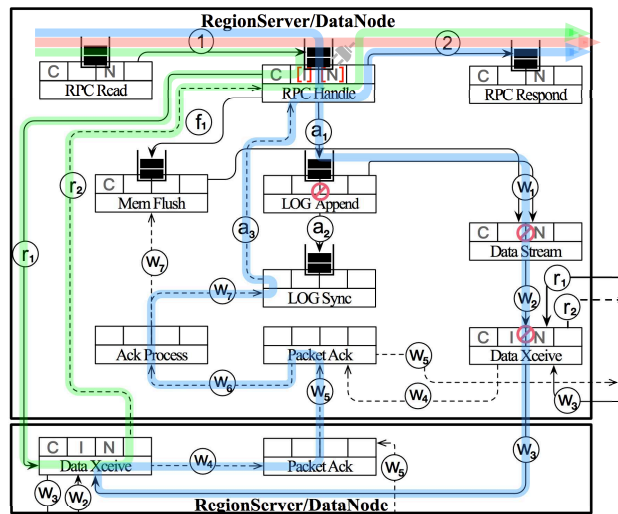 RegionServer/DataNode
1
2
C N
RPC Read
C [I] [N]
RPC Handle
C N
RPC Respond
f1
a1
r2
C
Mem Flush
LOG Append
w1
r1
a3
a2
C N
Data Stream
w7
w7
LOG Sync
w2
r1
r2
C I N
Data Xceive
Ack Process
Packet Ack
w5
w6
w5
w4
w3
C I N
Data Xceive
w4
Packet Ack
w5
w3
w3
w2
RegionServer/DataNode